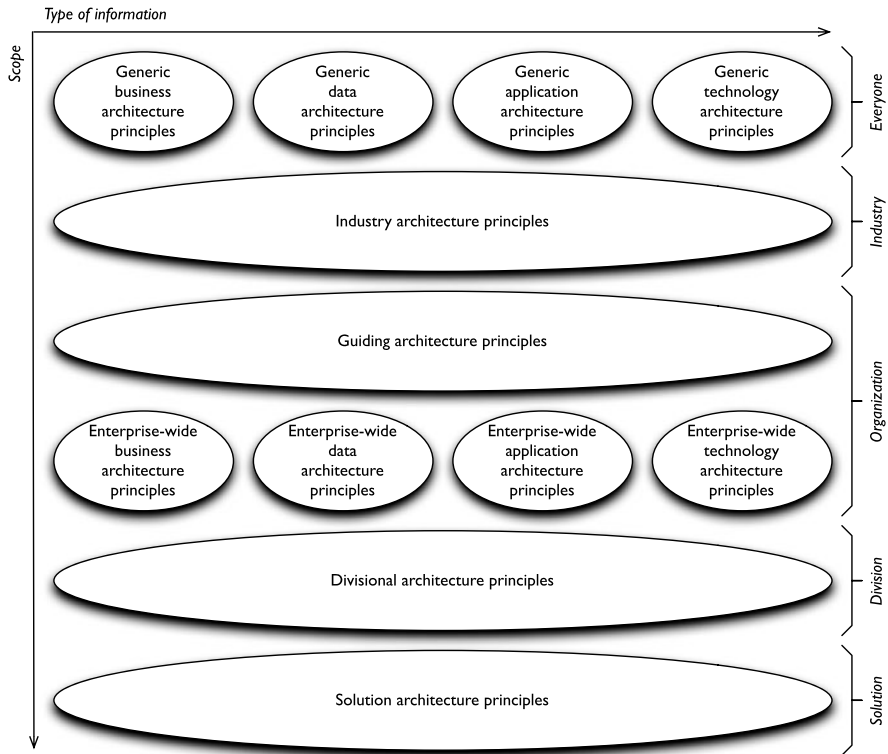 Type of information
Scope
Generic
business
architecture
principles
Generic
data
architecture
principles
Generic
application
architecture
principles
Generic
technology
architecture
principles
Everyone
Industry architecture principles
Industry
Guiding architecture principles
Organization
Enterprise-wide
business
architecture
principles
Enterprise-wide
data
architecture
principles
Enterprise-wide
application
architecture
principles
Enterprise-wide
technology
architecture
principles
Divisional architecture principles
Division
Solution architecture principles
Solution